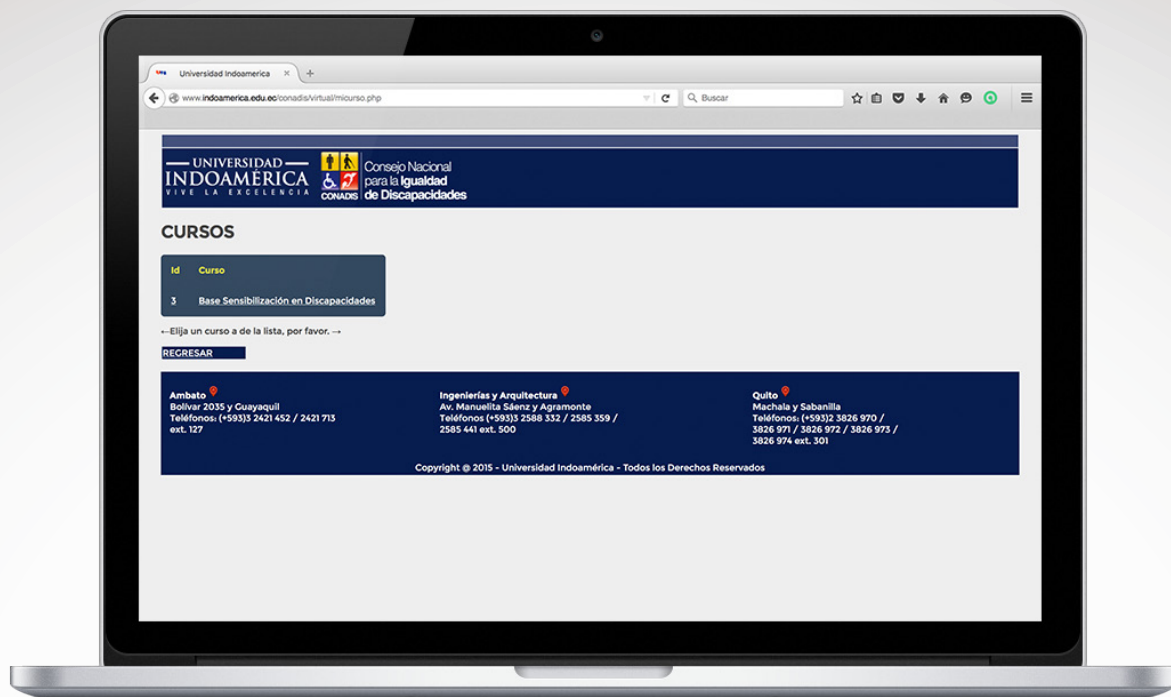 Universidad Indoamerica
www.indoamerica.edu.ec/conadis/virtual/micurso.php
Buscar
UNIVERSIDAD
INDOAMÉRICA
VIVE LA EXCELENCIA
CONADIS
Consejo Nacional
para la Igualdad
de Discapacidades
CURSOS
Id Curso
3 Base Sensibilización en Discapacidades
←Elija un curso a de la lista, por favor. →
REGRESAR
Ambato
Bolívar 2035 y Guayaquil
Teléfonos: (+593)3 2421 452 / 2421 713
ext. 127
Ingenierías y Arquitectura
Av. Manuelita Sáenz y Agramonte
Teléfonos (+593)3 2588 332 / 2585 359 /
2585 441 ext. 500
Quito
Machala y Sabanilla
Teléfonos: (+593)2 3826 970 /
3826 971 / 3826 972 / 3826 973 /
3826 974 ext. 301
Copyright @ 2015 - Universidad Indoamérica - Todos los Derechos Reservados